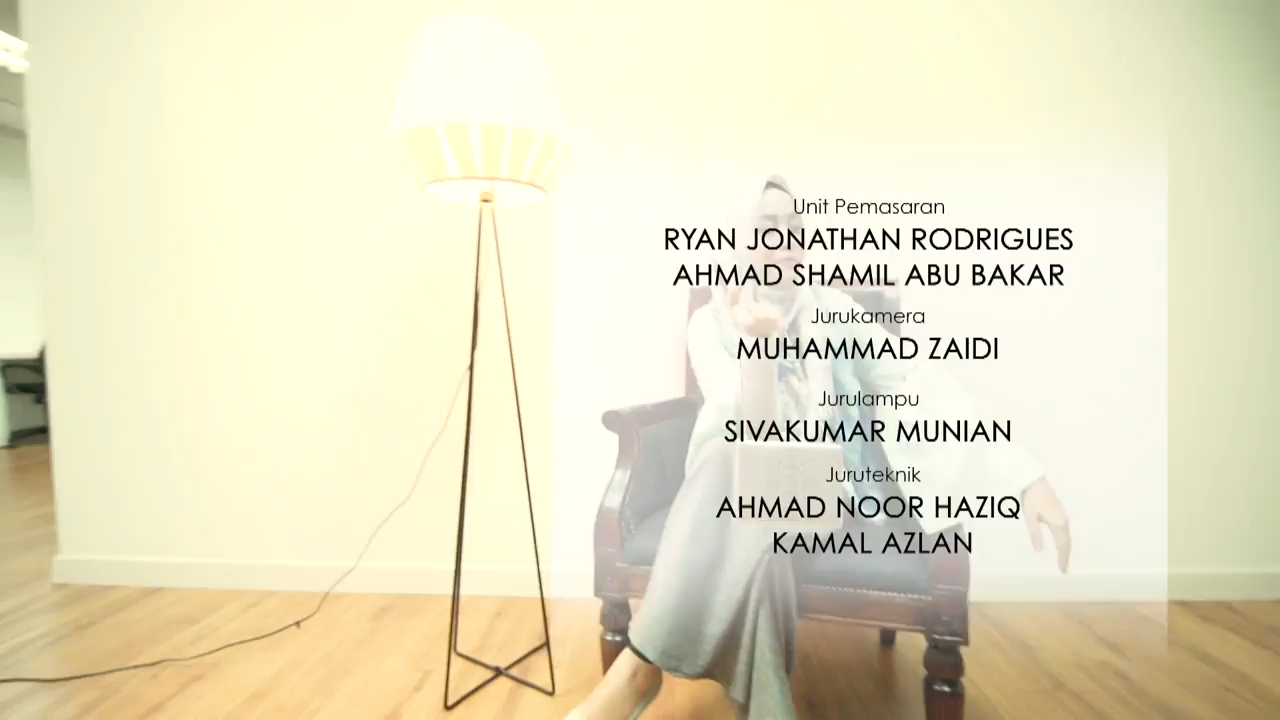 Unit Pemasaran
RYAN JONATHAN RODRIGUES
AHMAD SHAMIL ABU BAKAR
Jurukamera
MUHAMMAD ZAIDI
Jurulampu
SIVAKUMAR MUNIAN
Juruteknik
AHMAD NOOR HAZIQ
KAMAL AZLAN